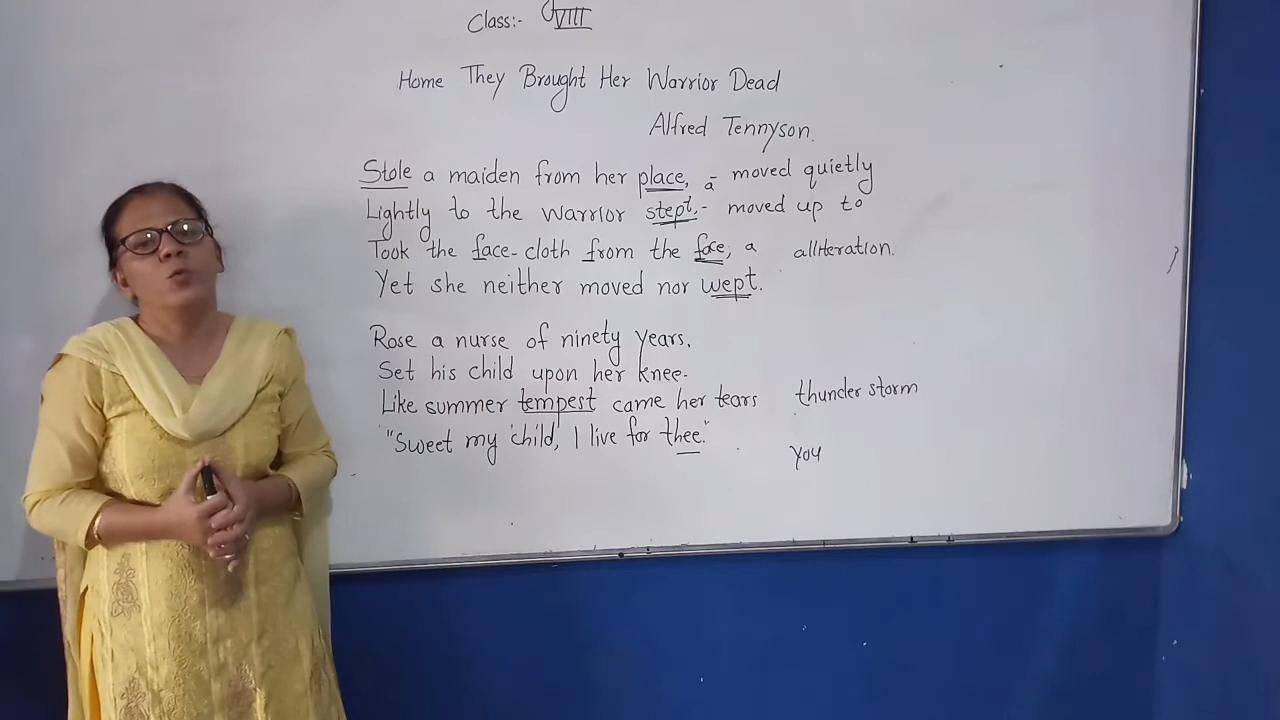 Class:- VIII
Home They Brought Her Warrior Dead
Alfred Tennyson.
Stole a maiden from her place, a - moved quietly
Lightly to the warrior stept, - moved up to
Took the face-cloth from the face, a alliteration.
Yet she neither moved nor wept.
Rose a nurse of ninety years,
Set his child upon her knee-
Like summer tempest came her tears thunder storm
"Sweet my child, I live for thee." you